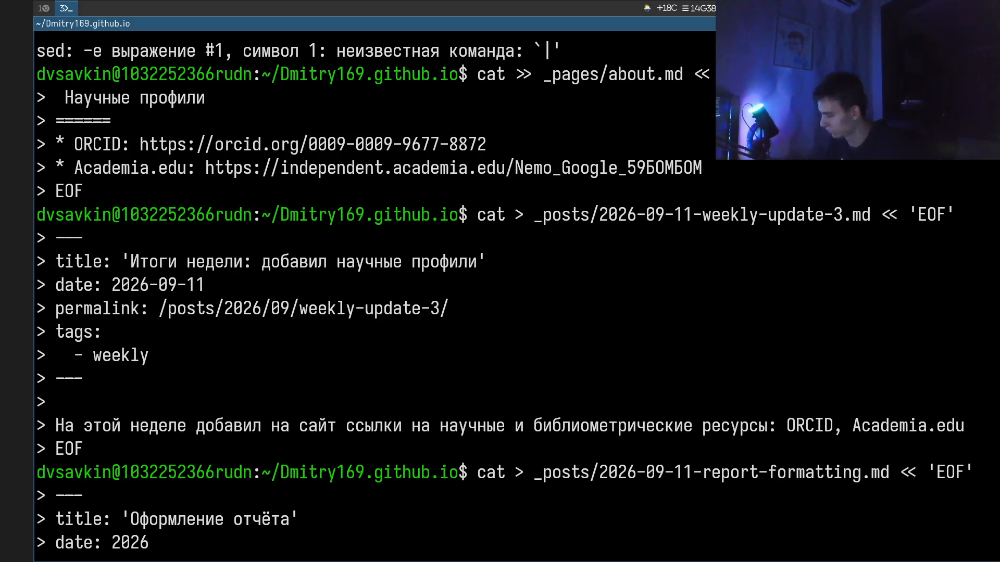 1
3>_
+18C
14G38
~/Dmitry169.github.io
sed: -e выражение #1, символ 1: неизвестная команда: `|'
dvsavkin@1032252366rudn:~/Dmitry169.github.io$ cat >> _pages/about.md <<
>  Научные профили
> ======
> * ORCID: https://orcid.org/0009-0009-9677-8872
> * Academia.edu: https://independent.academia.edu/Nemo_Google_59БОМБОМ
> EOF
dvsavkin@1032252366rudn:~/Dmitry169.github.io$ cat > _posts/2026-09-11-weekly-update-3.md << 'EOF'
> ---
> title: 'Итоги недели: добавил научные профили'
> date: 2026-09-11
> permalink: /posts/2026/09/weekly-update-3/
> tags:
>   - weekly
> ---
>
> На этой неделе добавил на сайт ссылки на научные и библиометрические ресурсы: ORCID, Academia.edu
> EOF
dvsavkin@1032252366rudn:~/Dmitry169.github.io$ cat > _posts/2026-09-11-report-formatting.md << 'EOF'
> ---
> title: 'Оформление отчёта'
> date: 2026